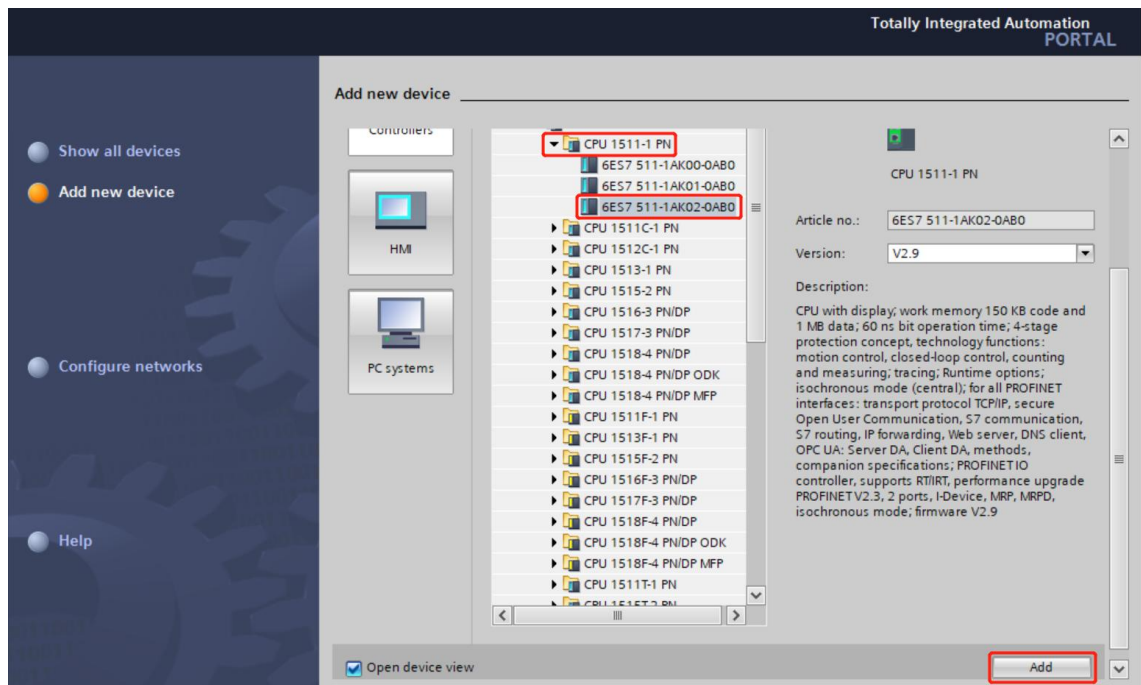 Totally Integrated Automation
PORTAL
Add new device
Show all devices
Add new device
Configure networks
Help
Controllers
HMI
PC systems
CPU 1511-1 PN
6ES7 511-1AK00-0AB0
6ES7 511-1AK01-0AB0
6ES7 511-1AK02-0AB0
CPU 1511C-1 PN
CPU 1512C-1 PN
CPU 1513-1 PN
CPU 1515-2 PN
CPU 1516-3 PN/DP
CPU 1517-3 PN/DP
CPU 1518-4 PN/DP
CPU 1518-4 PN/DP ODK
CPU 1518-4 PN/DP MFP
CPU 1511F-1 PN
CPU 1513F-1 PN
CPU 1515F-2 PN
CPU 1516F-3 PN/DP
CPU 1517F-3 PN/DP
CPU 1518F-4 PN/DP
CPU 1518F-4 PN/DP ODK
CPU 1518F-4 PN/DP MFP
CPU 1511T-1 PN
CPU 1515T-2 PN
CPU 1511-1 PN
Article no.: 6ES7 511-1AK02-0AB0
Version: V2.9
Description:
CPU with display; work memory 150 KB code and
1 MB data; 60 ns bit operation time; 4-stage
protection concept, technology functions:
motion control, closed-loop control, counting
and measuring; tracing; Runtime options;
isochronous mode (central); for all PROFINET
interfaces: transport protocol TCP/IP, secure
Open User Communication, S7 communication,
S7 routing, IP forwarding, Web server, DNS client,
OPC UA: Server DA, Client DA, methods,
companion specifications; PROFINET IO
controller, supports RT/IRT, performance upgrade
PROFINET V2.3, 2 ports, I-Device, MRP, MRPD,
isochronous mode; firmware V2.9
Open device view
Add